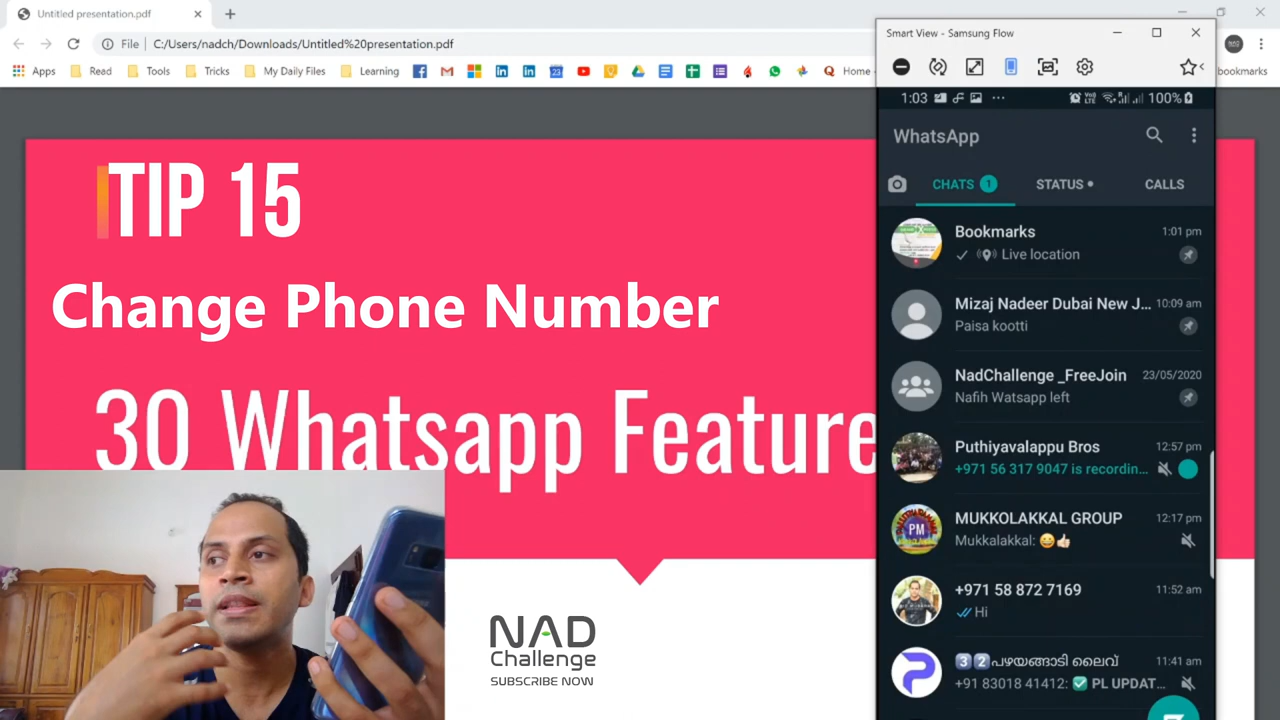 Untitled presentation.pdf
File
C:/Users/nadch/Downloads/Untitled%20presentation.pdf
Apps
Read
Tools
Tricks
My Daily Files
Learning
Home
bookmarks
TIP 15
Change Phone Number
30 Whatsapp Feature
NAD
Challenge
SUBSCRIBE NOW
Smart View - Samsung Flow
1:03
100%
WhatsApp
CHATS 1
STATUS
CALLS
Bookmarks 1:01 pm
Live location
Mizaj Nadeer Dubai New J... 10:09 am
Paisa kootti
NadChallenge _FreeJoin 23/05/2020
Nafih Watsapp left
Puthiyavalappu Bros 12:57 pm
+971 56 317 9047 is recordin...
PM
MUKKOLAKKAL GROUP 12:17 pm
Mukkalakkal: 😄👍🏻
+971 58 872 7169 11:52 am
Hi
3️⃣2️⃣പഴയങ്ങാടി ലൈവ് 11:41 am
+91 83018 41412: ✅ PL UPDAT...